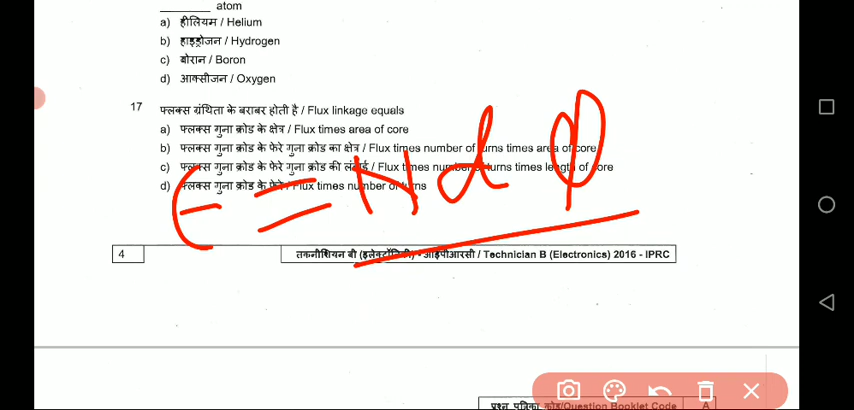 ________ atom
a) हीलियम / Helium
b) हाइड्रोजन / Hydrogen
c) बोरान / Boron
d) आक्सीजन / Oxygen
17 फ्लक्स ग्रंथिता के बराबर होती है / Flux linkage equals
a) फ्लक्स गुना क्रोड के क्षेत्र / Flux times area of core
b) फ्लक्स गुना क्रोड के फेरे गुना क्रोड का क्षेत्र / Flux times number of turns times area of core
c) फ्लक्स गुना क्रोड के फेरे गुना क्रोड की लंबाई / Flux times number of turns times length of core
d) फ्लक्स गुना क्रोड के फेरे / Flux times number of turns
E = N d Φ
4 तकनीशियन बी (इलेक्ट्रॉनिकी) - आईपीआरसी / Technician B (Electronics) 2016 - IPRC
प्रश्न पुत्रिका कोड/Question Booklet Code A